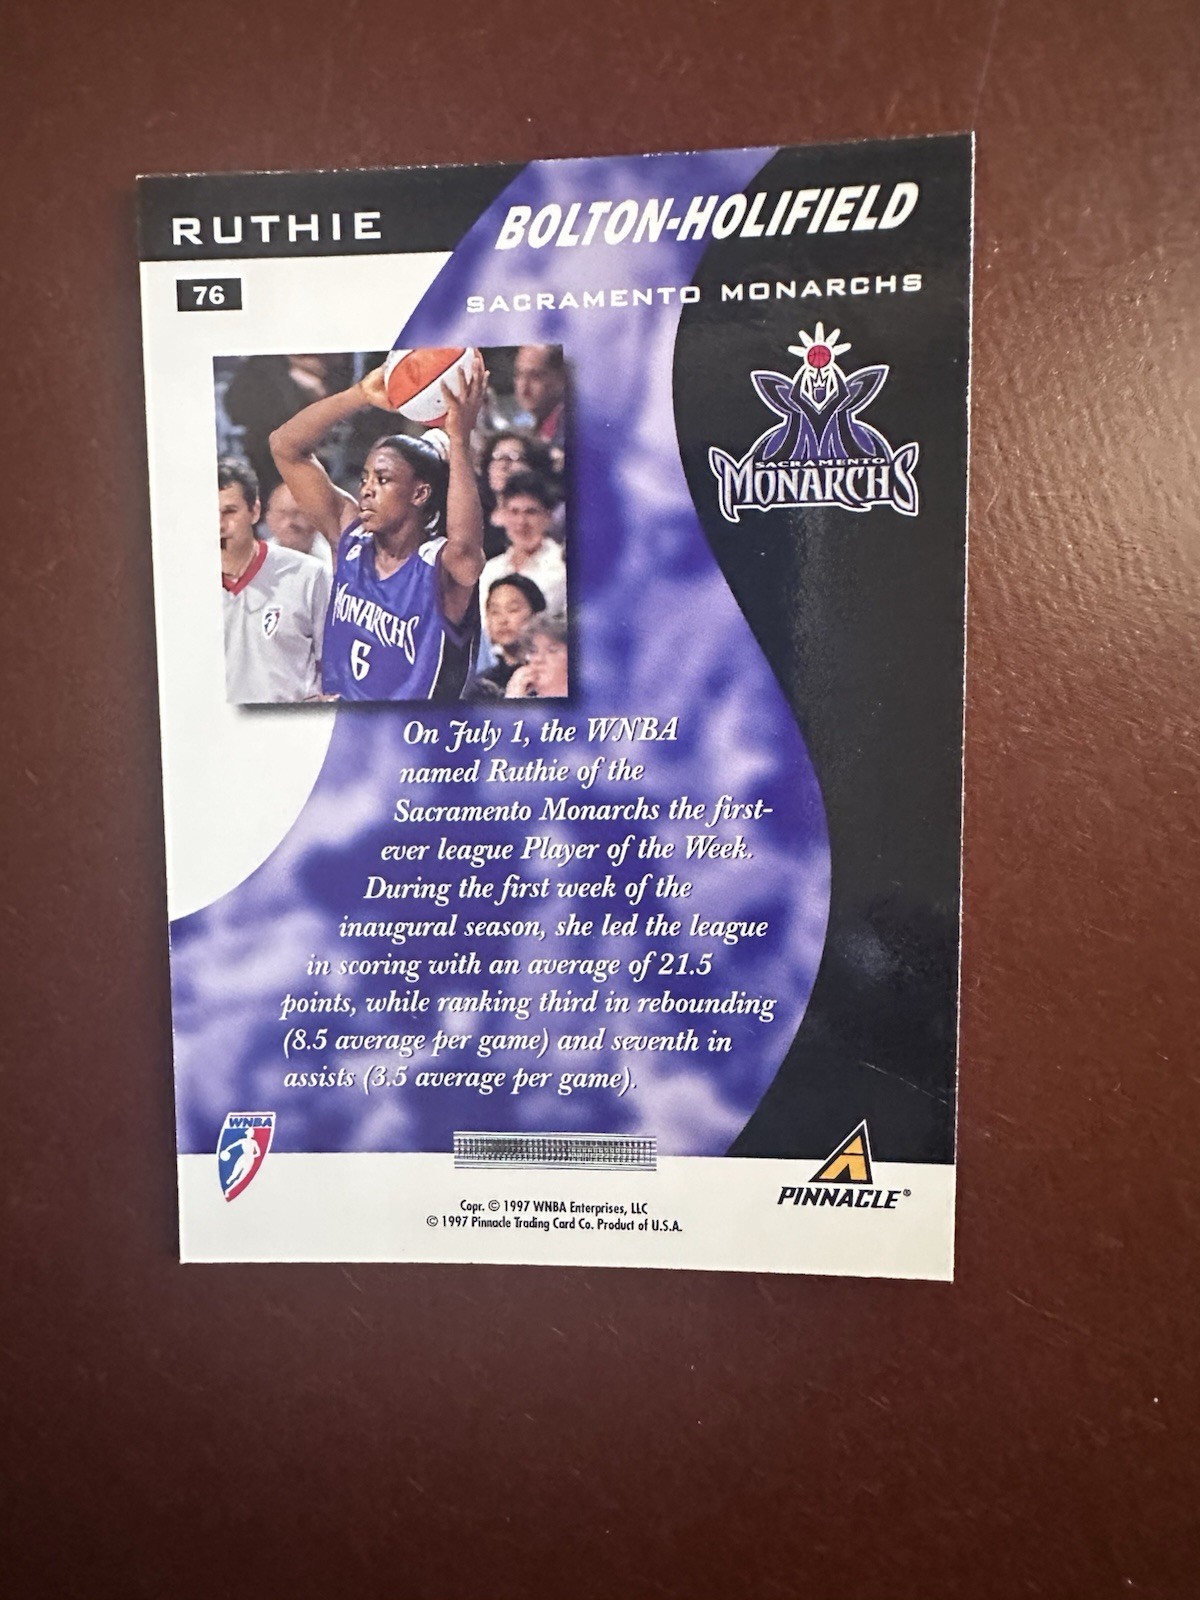 RUTHIE
BOLTON-HOLIFIELD
76
SACRAMENTO MONARCHS
SACRAMENTO
MONARCHS
MONARCHS
6
On July 1, the WNBA
named Ruthie of the
Sacramento Monarchs the first-
ever league Player of the Week.
During the first week of the
inaugural season, she led the league
in scoring with an average of 21.5
points, while ranking third in rebounding
(8.5 average per game) and seventh in
assists (3.5 average per game).
WNBA
PINNACLE®
Copr. © 1997 WNBA Enterprises, LLC
© 1997 Pinnacle Trading Card Co. Product of U.S.A.